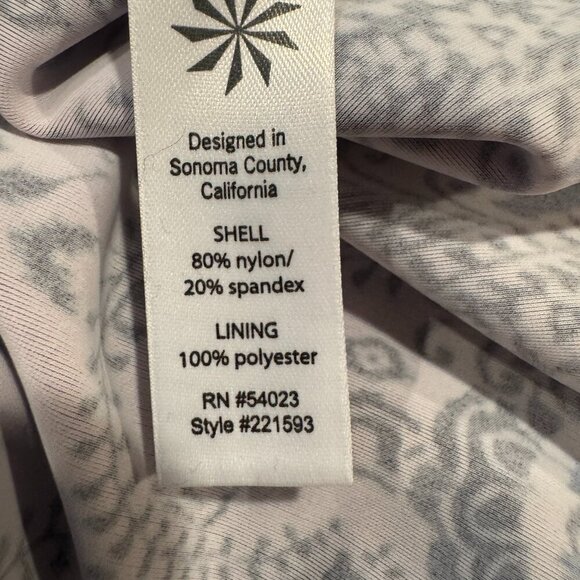 Designed in
Sonoma County,
California
SHELL
80% nylon/
20% spandex
LINING
100% polyester
RN #54023
Style #221593